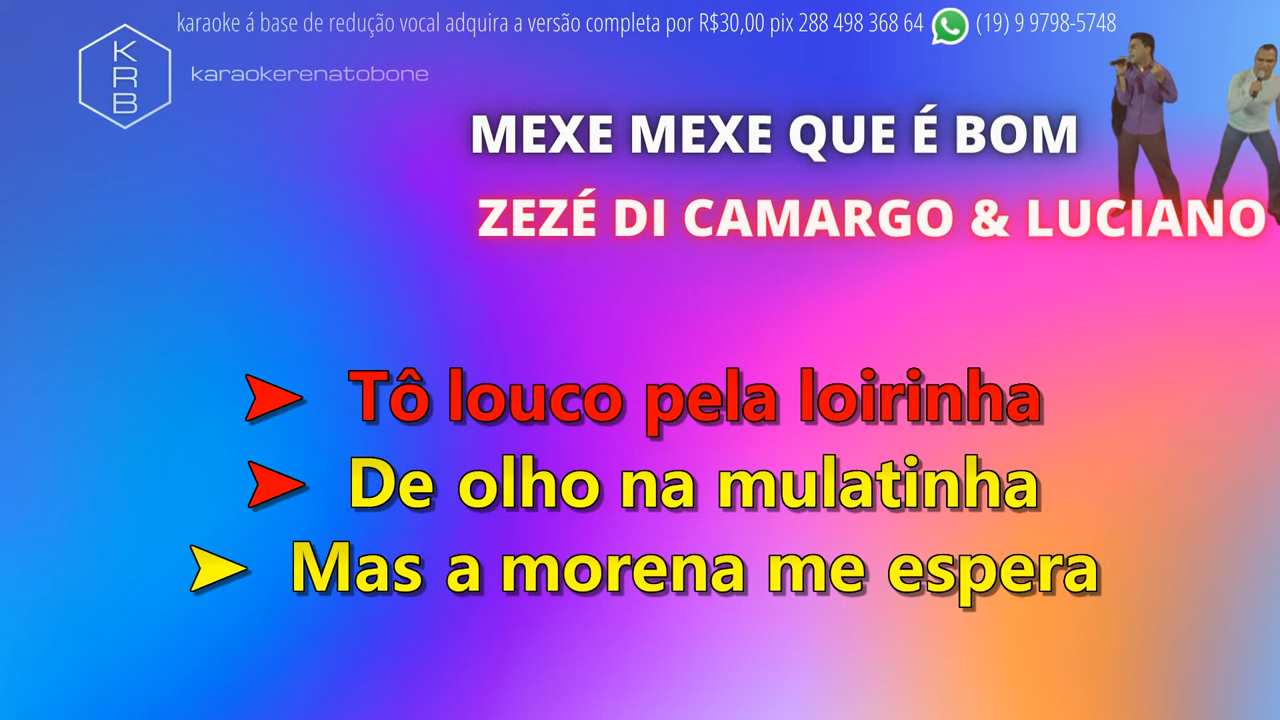 karaoke á base de redução vocal adquira a versão completa por R$30,00 pix 288 498 368 64 (19) 9 9798-5748
K
R
B
karaokerenatobone
MEXE MEXE QUE É BOM
ZEZÉ DI CAMARGO & LUCIANO
➤ Tô louco pela loirinha
➤ De olho na mulatinha
➤ Mas a morena me espera